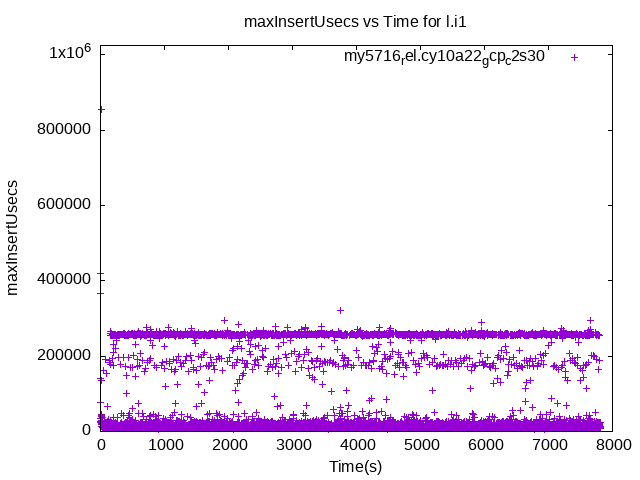 maxInsertUsecs vs Time for l.i1
my5716rel.cy10a22gcpc2s30
1x10^6
800000
600000
400000
200000
0
maxInsertUsecs
0 1000 2000 3000 4000 5000 6000 7000 8000
Time(s)